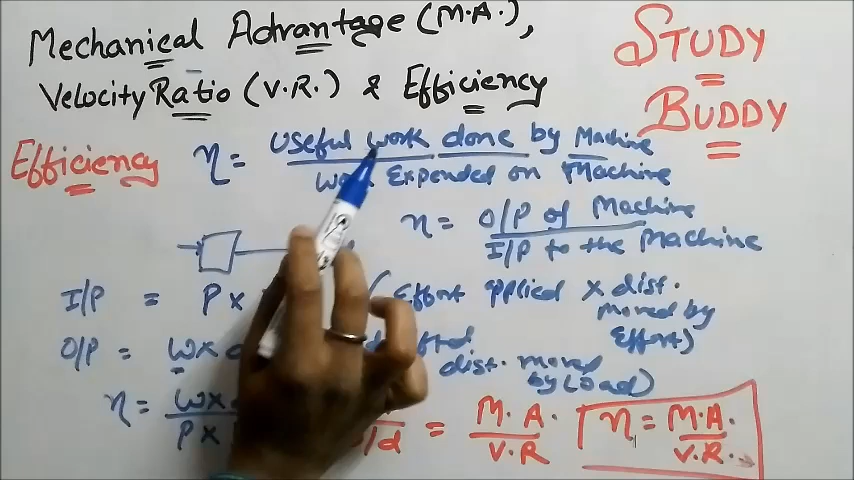 Mechanical Advantage (M.A.),
Velocity Ratio (V.R.) & Efficiency
STUDY
BUDDY
Efficiency η = Useful work done by Machine
Expended on Machine
η = O/P of Machine
I/P to the Machine
I/P = P x (Effort applied x dist.
moved by
Effort)
O/P = W x
dist. moved
by load)
η = W x
P x
/d = M.A.
V.R
η = M.A.
V.R.